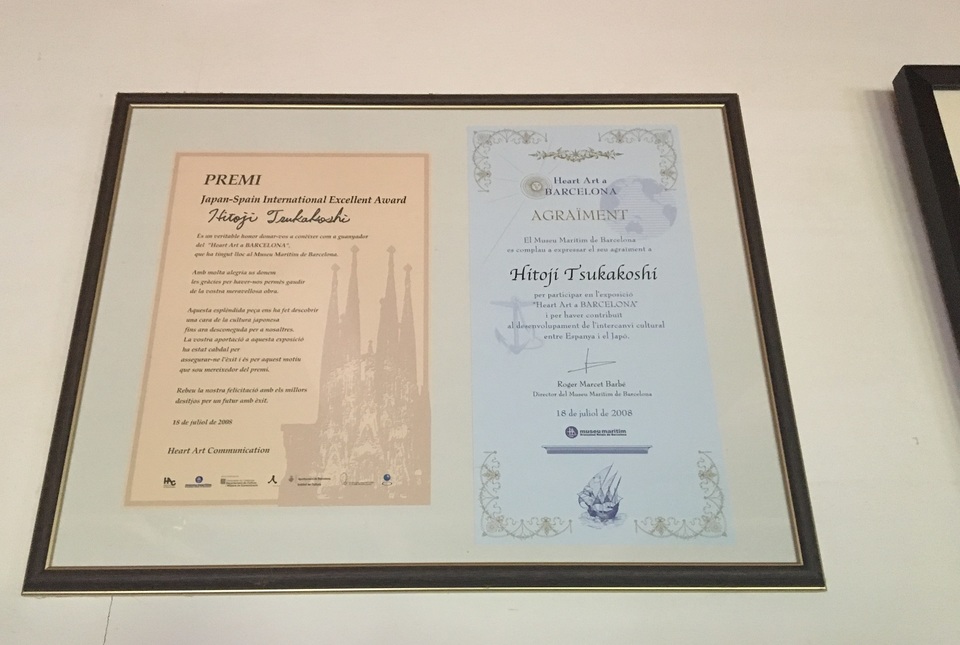 PREMI
Japan-Spain International Excellent Award
Hitoji Tsukakoshi
Es un veritable honor donar-vos a conèixer com a guanyador
del "Heart Art a BARCELONA",
que ha tingut lloc al Museu Marítim de Barcelona.
Amb molta alegria us donem
les gràcies per haver-nos permès gaudir
de la vostra meravellosa obra.
Aquesta esplèndida peça ens ha fet descobrir
una cara de la cultura japonesa
fins ara desconeguda per a nosaltres.
La vostra aportació a aquesta exposició
ha estat cabdal per
assegurar-ne l'èxit i és per aquest motiu
que sou mereixedor del premi.
Rebeu la nostra felicitació amb els millors
desitjos per un futur amb èxit.
18 de juliol de 2008
Heart Art Communication
HAC
museu marítim
Heart Art a
BARCELONA
AGRAÏMENT
El Museu Marítim de Barcelona
es complau a expressar el seu agraïment a
Hitoji Tsukakoshi
per participar en l'exposició
"Heart Art a BARCELONA"
i per haver contribuït
al desenvolupament de l'intercanvi cultural
entre Espanya i el Japó.
Roger Marcet Barbé
Director del Museu Marítim de Barcelona
18 de juliol de 2008
museu marítim